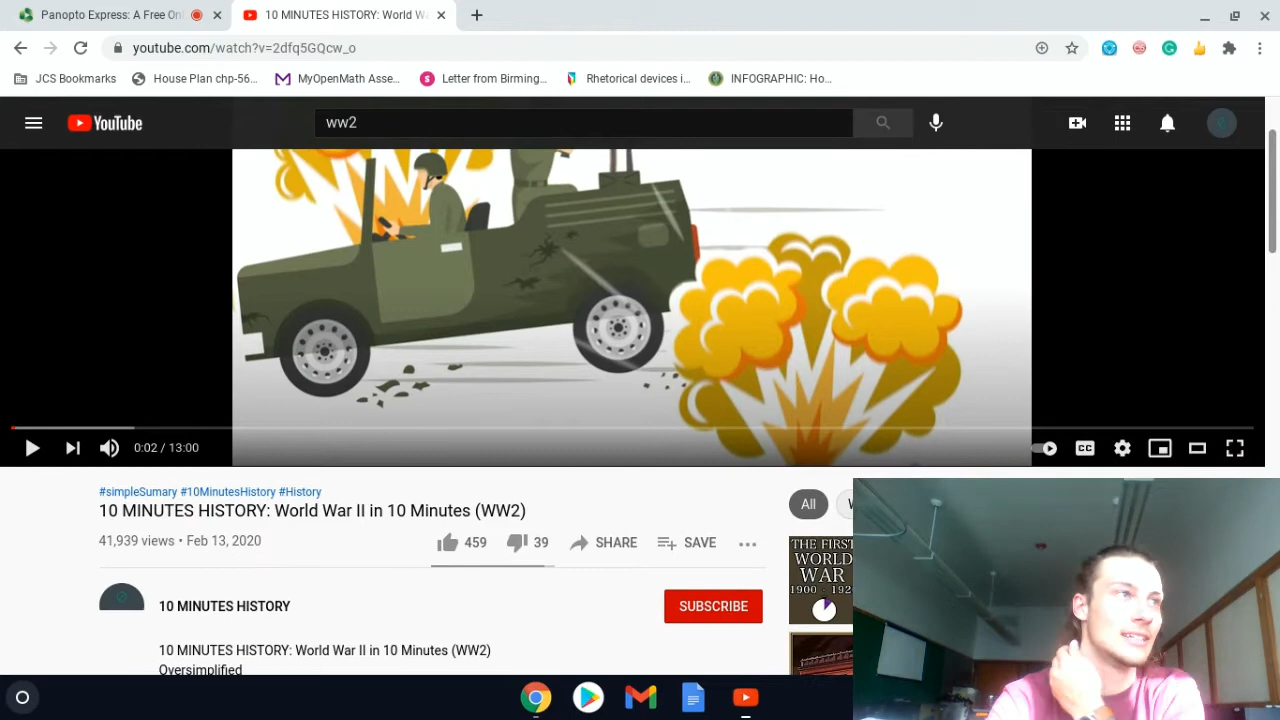 Panopto Express: A Free Onl
10 MINUTES HISTORY: World Wa
youtube.com/watch?v=2dfq5GQcw_o
JCS Bookmarks
House Plan chp-56...
MyOpenMath Asse...
Letter from Birming...
Rhetorical devices i...
INFOGRAPHIC: Ho...
YouTube
ww2
0:02 / 13:00
CC
#simpleSumary #10MinutesHistory #History
10 MINUTES HISTORY: World War II in 10 Minutes (WW2)
41,939 views • Feb 13, 2020
459
39
SHARE
SAVE
10 MINUTES HISTORY
SUBSCRIBE
10 MINUTES HISTORY: World War II in 10 Minutes (WW2)
Oversimplified
All
THE FIRST
WORLD
WAR